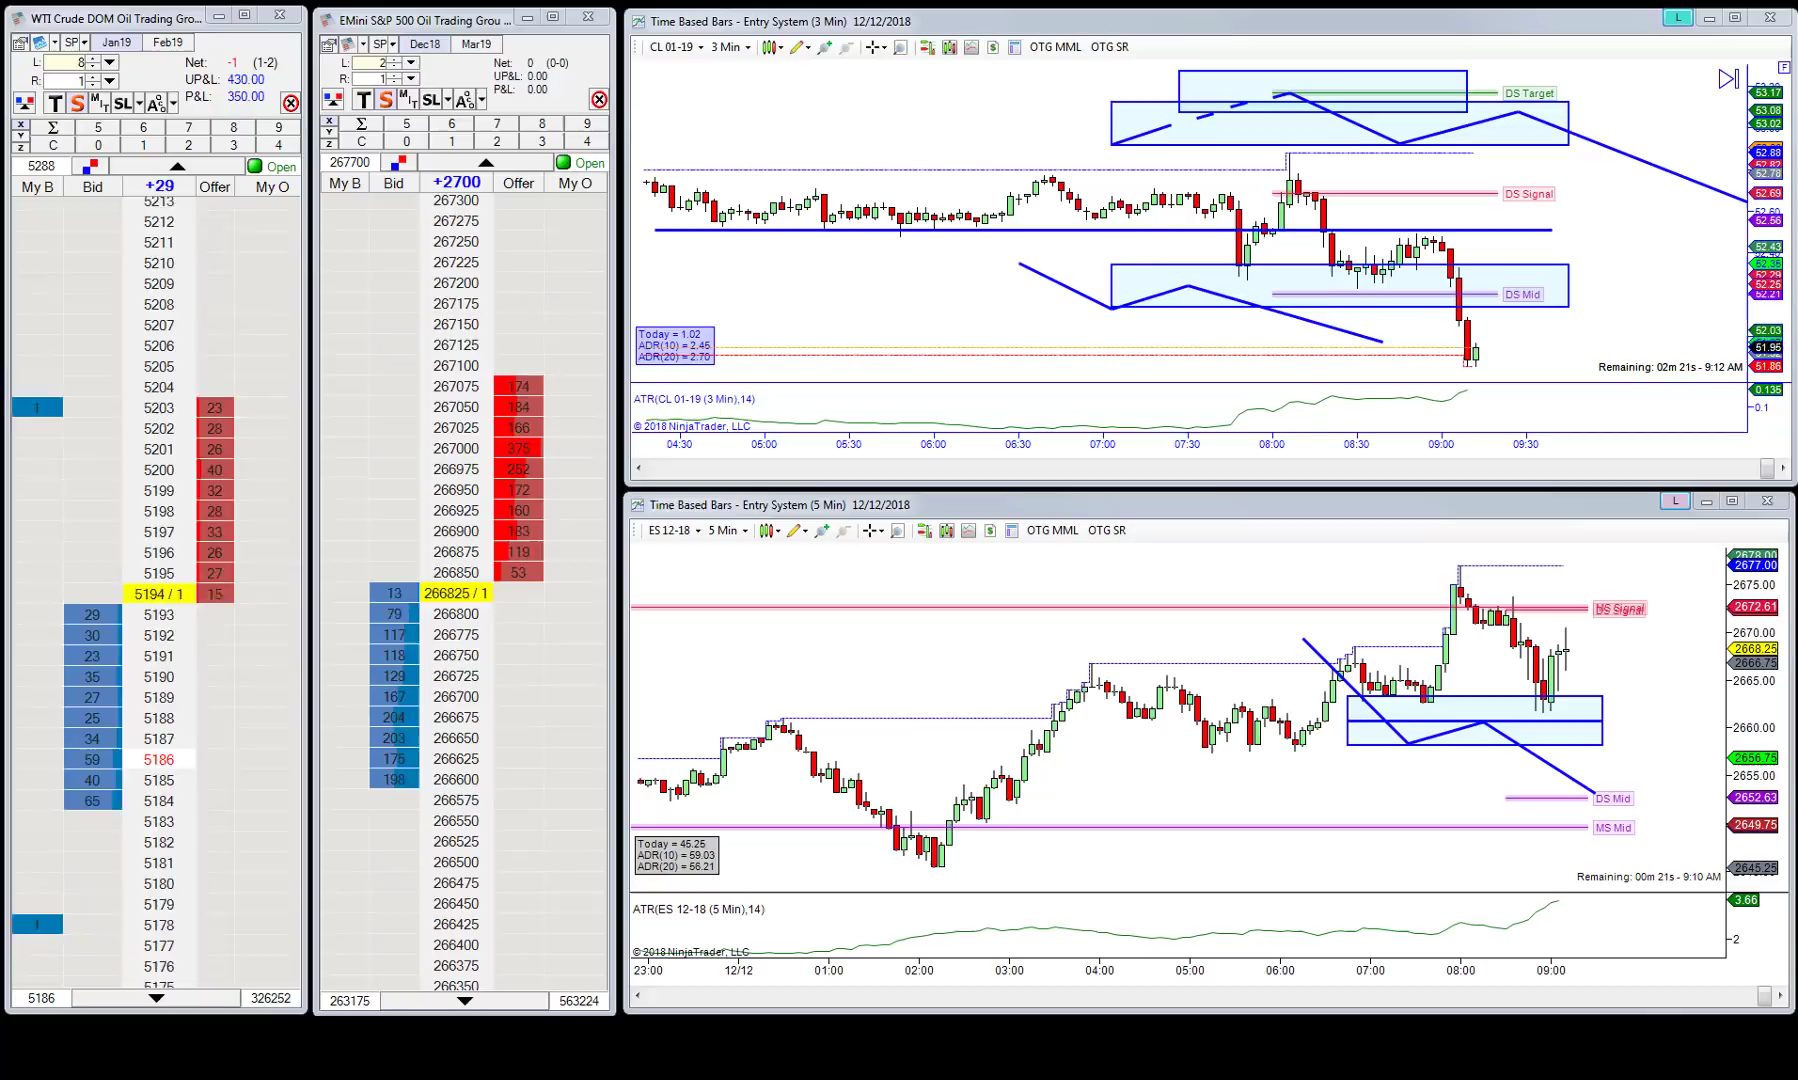 WTI Crude DOM Oil Trading Gro...
SP Jan19 Feb19
L: 8 Net: -1 (1-2)
R: 1 UP&L: 430.00
P&L: 350.00
T S MIT SL
X Y Z Σ 5 6 7 8 9
C 0 1 2 3 4
5288 Open
My B Bid +29 Offer My O
5213
5212
5211
5210
5209
5208
5207
5206
5205
5204
1 5203 23
5202 28
5201 26
5200 40
5199 32
5198 28
5197 33
5196 26
5195 27
5194 / 1 15
29 5193
30 5192
23 5191
35 5190
27 5189
25 5188
34 5187
59 5186
40 5185
65 5184
5183
5182
5181
5180
5179
1 5178
5177
5176
5175
5186 326252
EMini S&P 500 Oil Trading Grou ...
SP Dec18 Mar19
L: 2 Net: 0 (0-0)
R: 1 UP&L: 0.00
P&L: 0.00
T S MIT SL
X Y Z Σ 5 6 7 8 9
C 0 1 2 3 4
267700 Open
My B Bid +2700 Offer My O
267300
267275
267250
267225
267200
267175
267150
267125
267100
267075 174
267050 184
267025 166
267000 375
266975 252
266950 172
266925 160
266900 183
266875 119
266850 53
13 266825 / 1
79 266800
117 266775
118 266750
129 266725
167 266700
204 266675
203 266650
175 266625
198 266600
266575
266550
266525
266500
266475
266450
266425
266400
266375
266350
263175 563224
Time Based Bars - Entry System (3 Min) 12/12/2018
L
CL 01-19 3 Min OTG MML OTG SR
F
DS Target 53.17
53.08
53.02
52.88
52.82
52.78
DS Signal 52.69
52.60
52.56
52.43
52.35
52.29
52.25
DS Mid 52.21
52.03
51.95
51.86
Today = 1.02
ADR(10) = 2.45
ADR(20) = 2.70
Remaining: 02m 21s - 9:12 AM
ATR(CL 01-19 (3 Min),14) 0.135
0.1
© 2018 NinjaTrader, LLC
04:30 05:00 05:30 06:00 06:30 07:00 07:30 08:00 08:30 09:00 09:30
Time Based Bars - Entry System (5 Min) 12/12/2018
L
ES 12-18 5 Min OTG MML OTG SR
2678.00
2677.00
2675.00
2672.61
2670.00
2668.25
2666.75
2665.00
2660.00
2656.75
2655.00
DS Mid 2652.63
MS Mid 2649.75
2645.25
Today = 45.25
ADR(10) = 59.03
ADR(20) = 56.21
Remaining: 00m 21s - 9:10 AM
ATR(ES 12-18 (5 Min),14) 3.66
2
© 2018 NinjaTrader, LLC
23:00 12/12 01:00 02:00 03:00 04:00 05:00 06:00 07:00 08:00 09:00